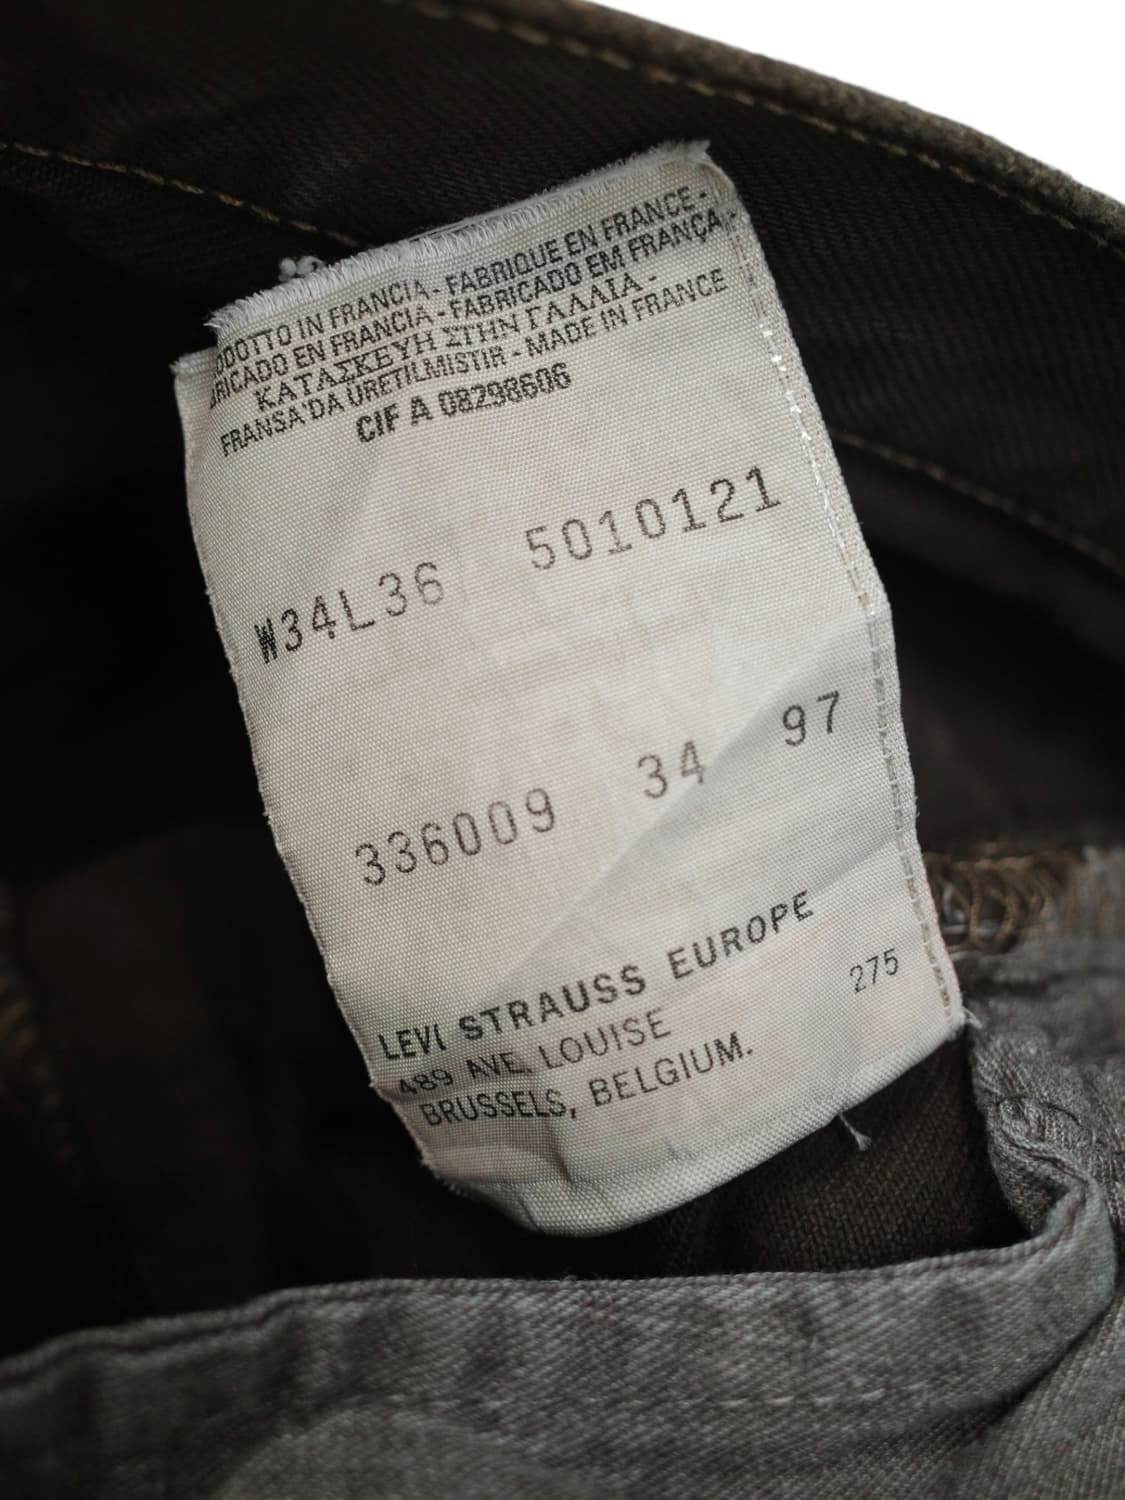 ODOTTO IN FRANCIA - FABRIQUE EN FRANCE -
BRICADO EN FRANCIA - FABRICADO EM FRANÇA -
ΚΑΤΑΣΚΕΥΗ ΣΤΗΝ ΓΑΛΛΙΑ -
FRANSA'DA ÜRETILMISTIR - MADE IN FRANCE
CIF A 08298606
W34L36 5010121
336009 34 97
LEVI STRAUSS EUROPE
489 AVE. LOUISE 275
BRUSSELS, BELGIUM.